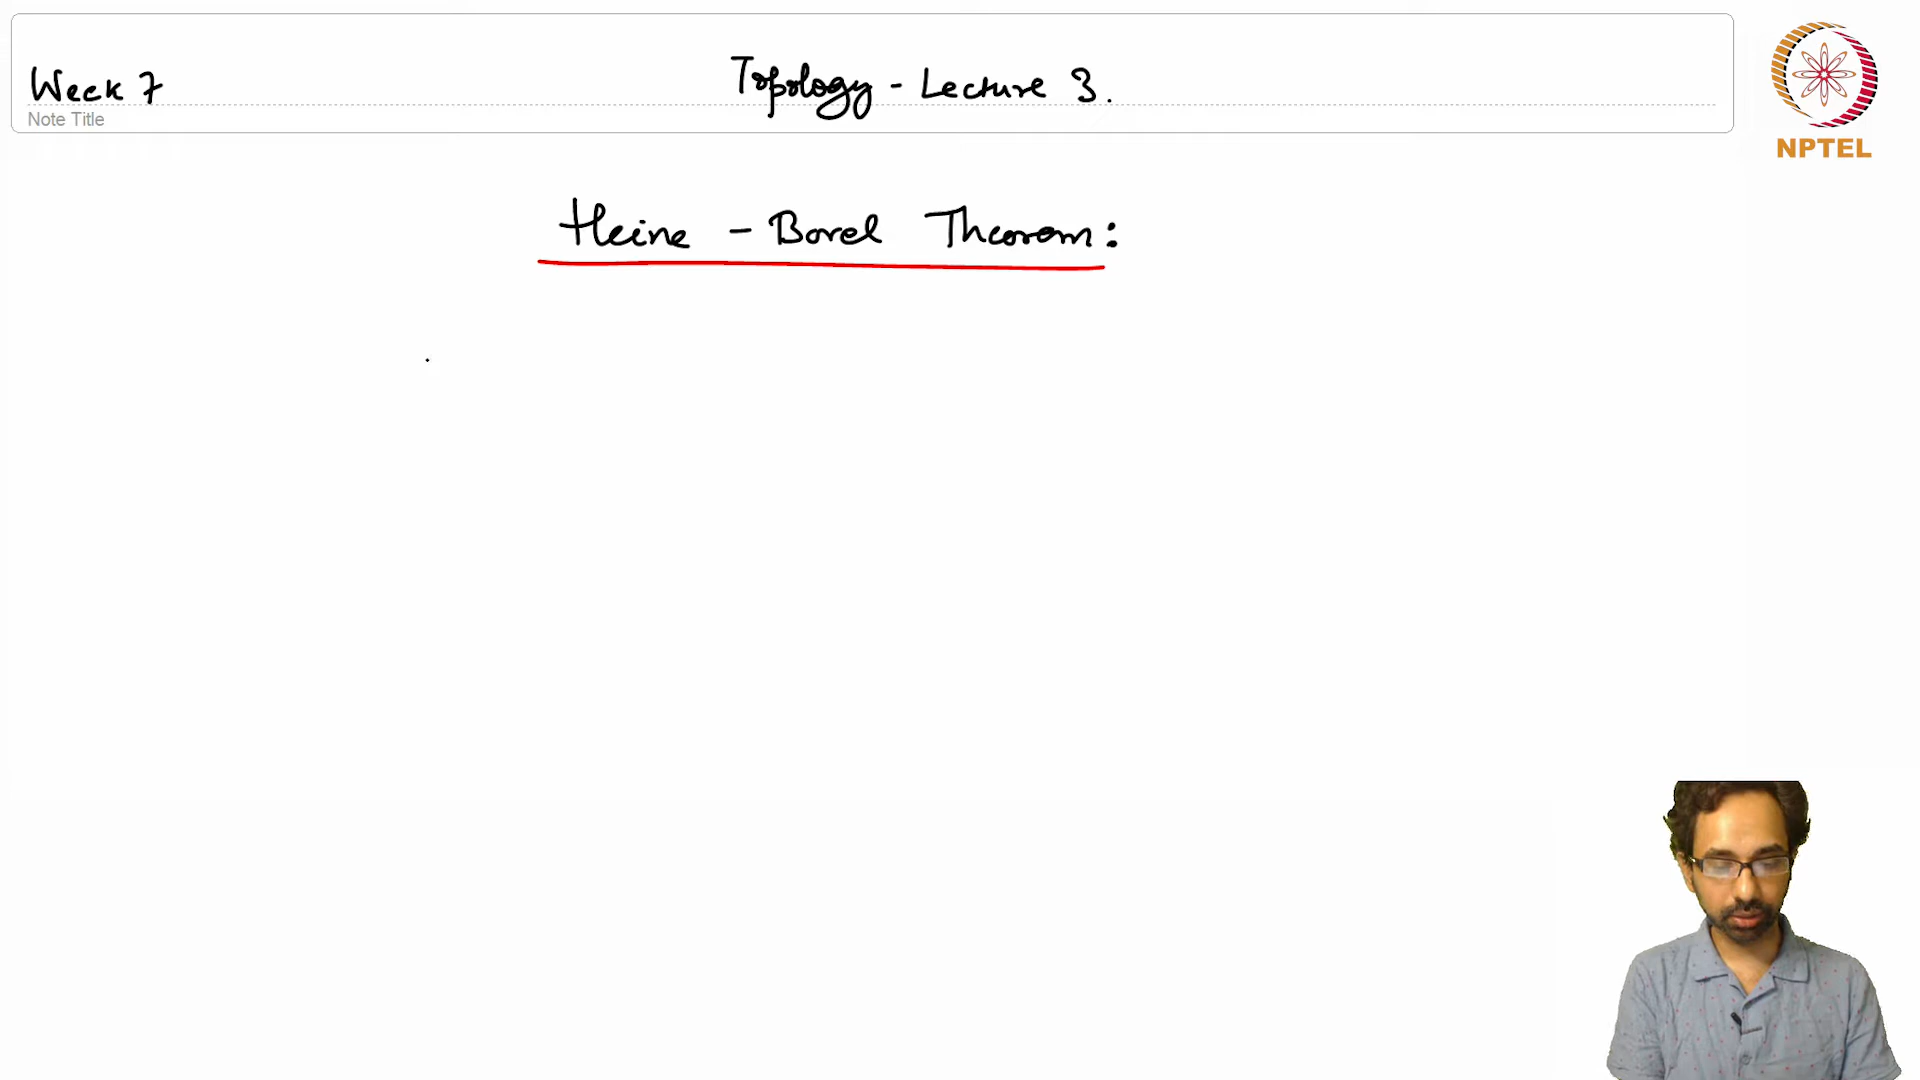 Week 7
Topology - Lecture 3.
Note Title
NPTEL
Heine - Borel Theorem: